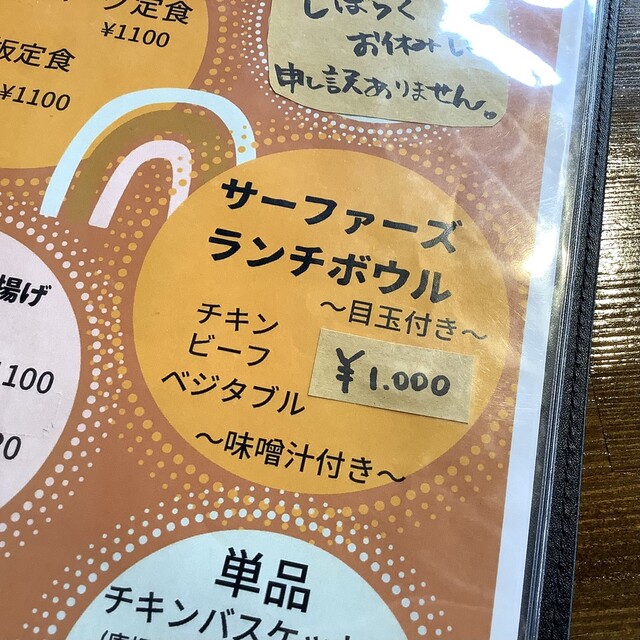 定食
¥1100
板定食
¥1100
しばらく
お休みし
申し訳ありません。
サーファーズ
ランチボウル
〜目玉付き〜
チキン
ビーフ
ベジタブル
¥1.000
〜味噌汁付き〜
揚げ
1100
単品
チキンバスケット